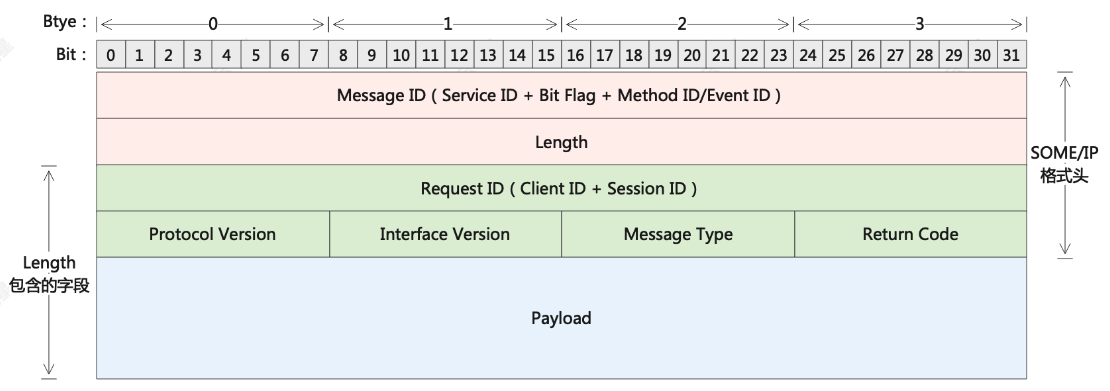 Btye : 0 1 2 3
Bit : 0 1 2 3 4 5 6 7 8 9 10 11 12 13 14 15 16 17 18 19 20 21 22 23 24 25 26 27 28 29 30 31
Message ID ( Service ID + Bit Flag + Method ID/Event ID )
Length
SOME/IP
格式头
Request ID ( Client ID + Session ID )
Protocol Version Interface Version Message Type Return Code
Length
包含的字段
Payload